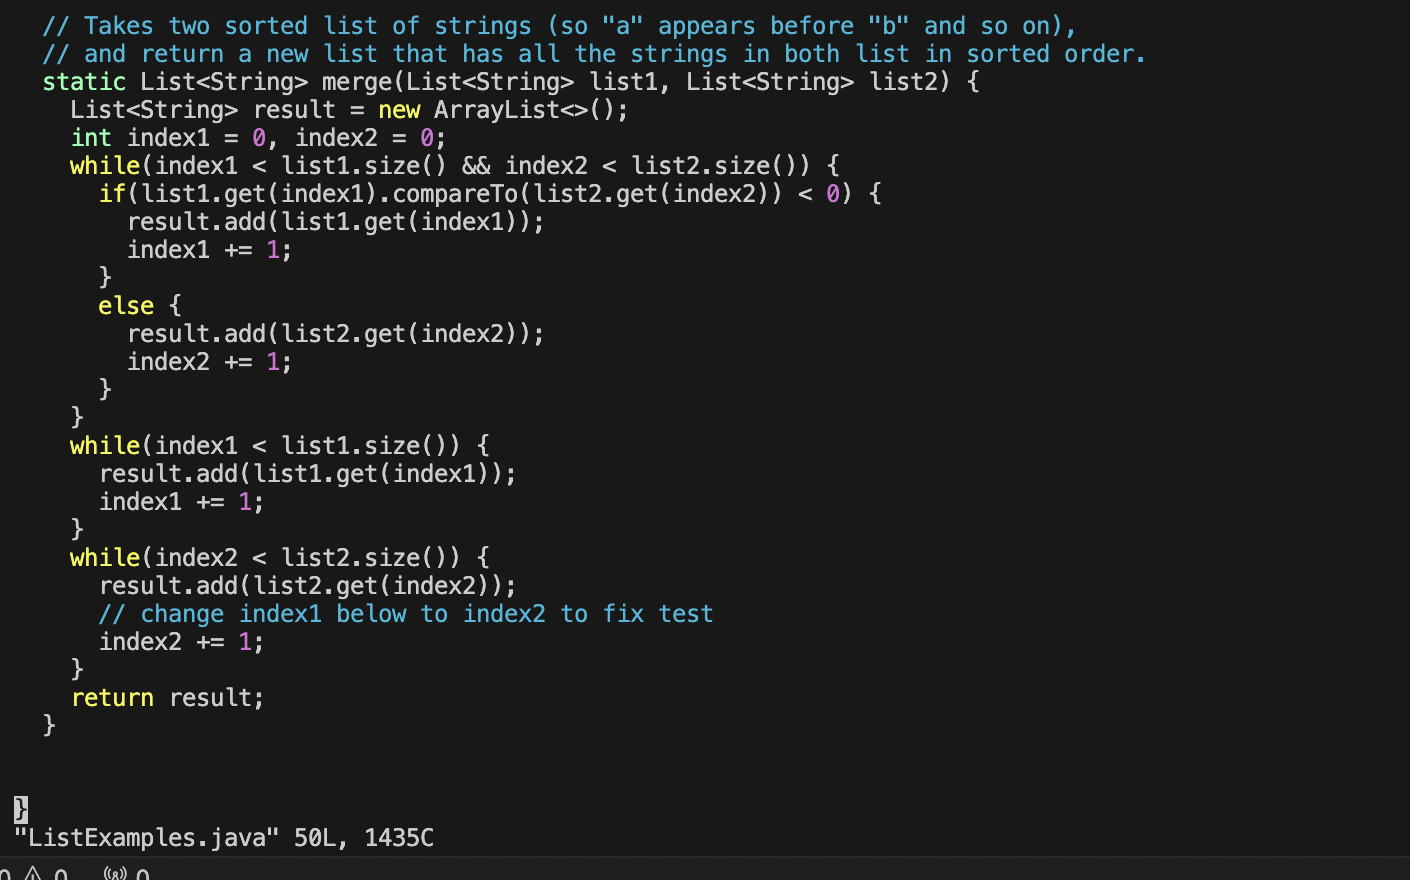 // Takes two sorted list of strings (so "a" appears before "b" and so on),
// and return a new list that has all the strings in both list in sorted order.
static List<String> merge(List<String> list1, List<String> list2) {
List<String> result = new ArrayList<>();
int index1 = 0, index2 = 0;
while(index1 < list1.size() && index2 < list2.size()) {
if(list1.get(index1).compareTo(list2.get(index2)) < 0) {
result.add(list1.get(index1));
index1 += 1;
}
else {
result.add(list2.get(index2));
index2 += 1;
}
}
while(index1 < list1.size()) {
result.add(list1.get(index1));
index1 += 1;
}
while(index2 < list2.size()) {
result.add(list2.get(index2));
// change index1 below to index2 to fix test
index2 += 1;
}
return result;
}
}
"ListExamples.java" 50L, 1435C
0 0 0